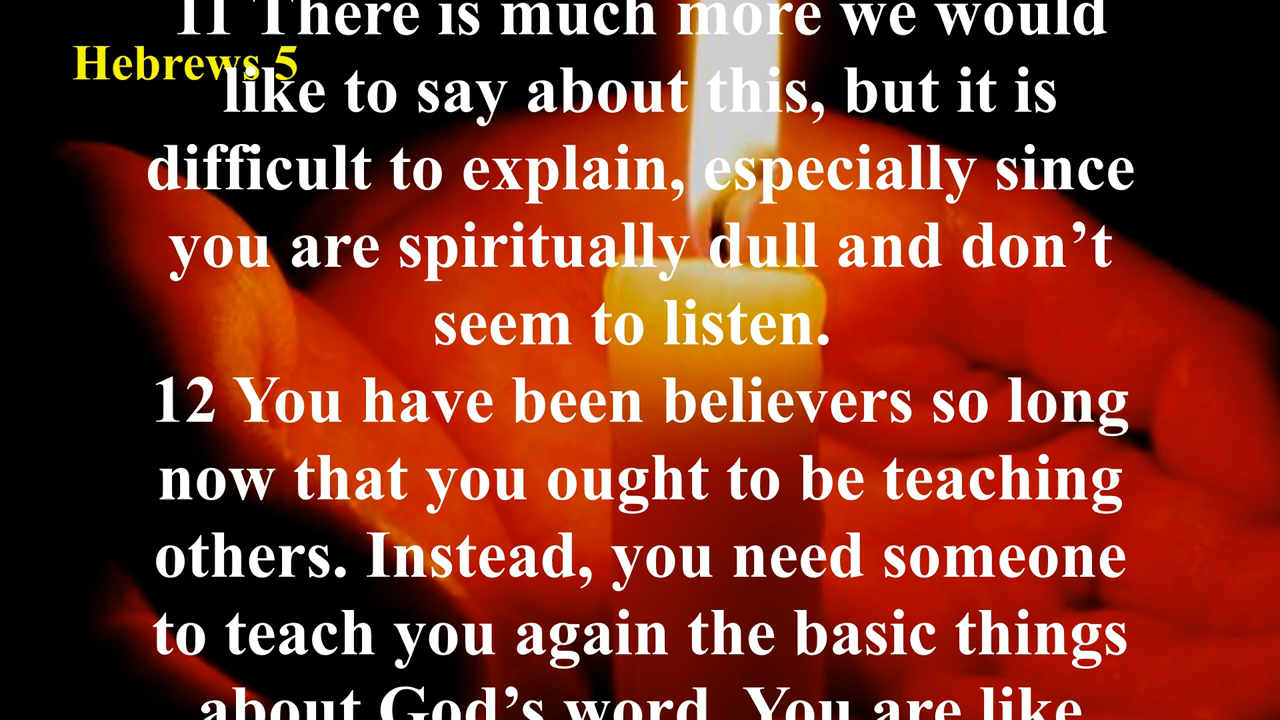 11 There is much more we would
Hebrews 5
like to say about this, but it is
difficult to explain, especially since
you are spiritually dull and don’t
seem to listen.
12 You have been believers so long
now that you ought to be teaching
others. Instead, you need someone
to teach you again the basic things
about God’s word. You are like